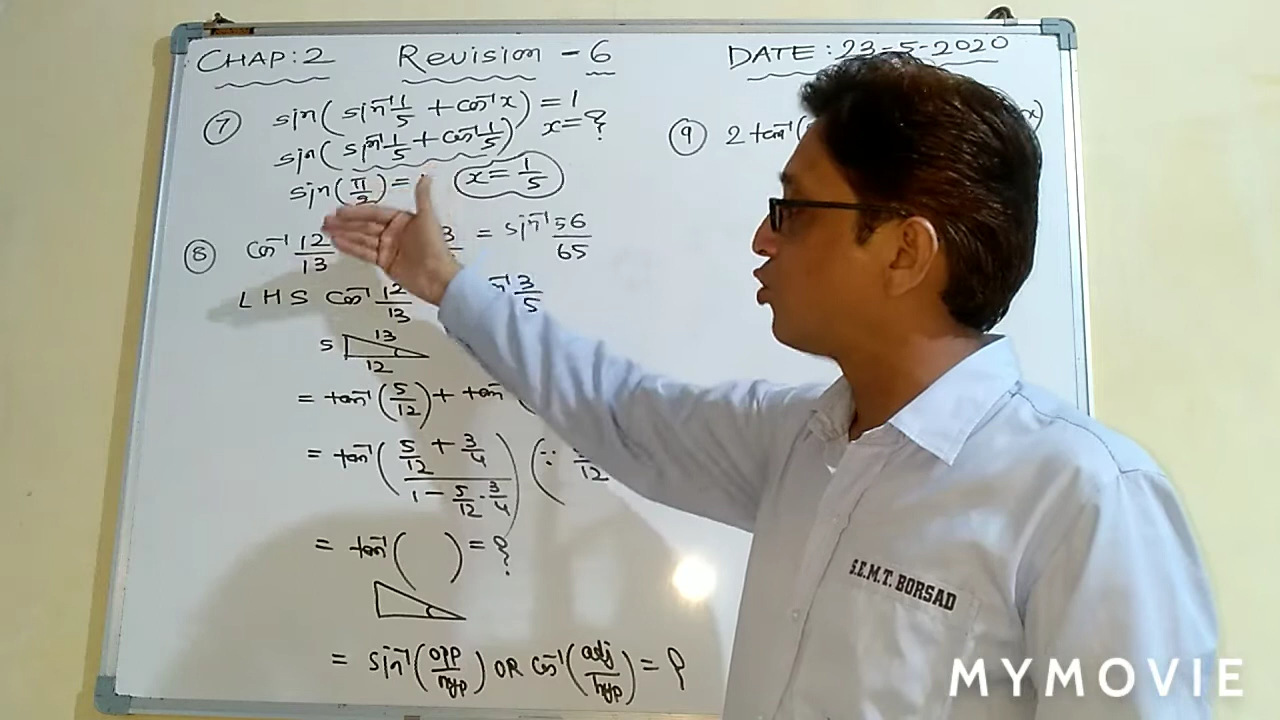 CHAP:2 Revision - 6 DATE: 23-5-2020
⑦ sin(sin⁻¹ 1/5 + cos⁻¹ x) = 1
x = ?
sin(sin⁻¹ 1/5 + cos⁻¹ 1/5)
sin(π/2) = x = 1/5
⑧ cos⁻¹ 12/13 = sin⁻¹ 56/65
LHS cos⁻¹ 12/13 3/5
5 13
12
= tan⁻¹(5/12) + tan⁻¹
= tan⁻¹((5/12 + 3/4)/(1 - 5/12 · 3/4)) (∵
= tan⁻¹( ) = ?
= sin⁻¹(opp/hyp) OR cos⁻¹(adj/hyp) = ?
⑨ 2 tan⁻¹( x)
S.E.M.T. BORSAD
MYMOVIE